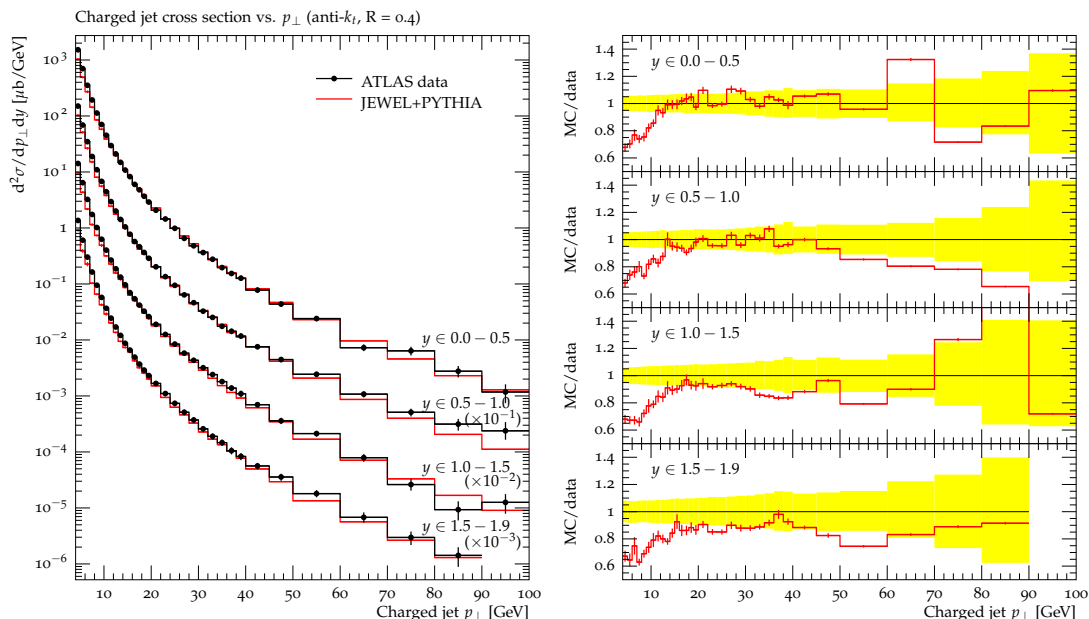 Charged jet cross section vs. p⊥ (anti-kt, R = 0.4)
d²σ/dp⊥dy [μb/GeV]
10³
10²
10¹
1
10⁻¹
10⁻²
10⁻³
10⁻⁴
10⁻⁵
10⁻⁶
ATLAS data
JEWEL+PYTHIA
y ∈ 0.0 − 0.5
y ∈ 0.5 − 1.0
(×10⁻¹)
y ∈ 1.0 − 1.5
(×10⁻²)
y ∈ 1.5 − 1.9
(×10⁻³)
10 20 30 40 50 60 70 80 90 100
Charged jet p⊥ [GeV]
y ∈ 0.0 − 0.5
MC/data
1.4
1.2
1
0.8
0.6
y ∈ 0.5 − 1.0
MC/data
1.4
1.2
1
0.8
0.6
y ∈ 1.0 − 1.5
MC/data
1.4
1.2
1
0.8
0.6
y ∈ 1.5 − 1.9
MC/data
1.4
1.2
1
0.8
0.6
10 20 30 40 50 60 70 80 90 100
Charged jet p⊥ [GeV]